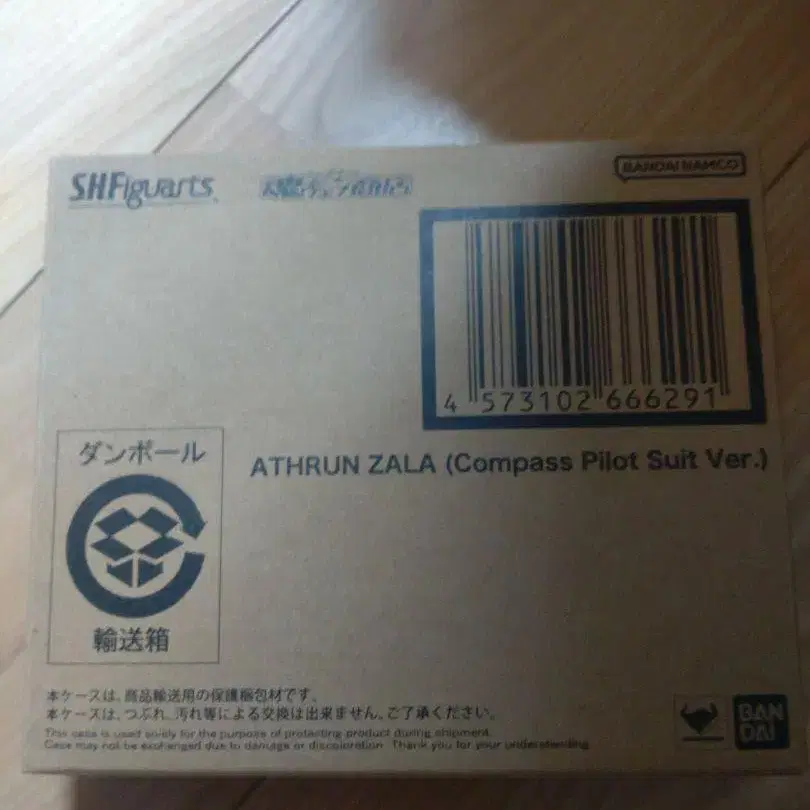 S.H.Figuarts
BANDAI NAMCO
4 573102 666291
ATHRUN ZALA (Compass Pilot Suit Ver.)
ダンボール
輸送箱
本ケースは、商品輸送用の保護梱包材です。
本ケースは、つぶれ、汚れ等による交換は出来ません、ご了承ください。
This case is used solely for the purpose of protecting product during shipment.
Case may not be exchanged due to damage or discoloration. Thank you for your understanding.
BAN
DAI